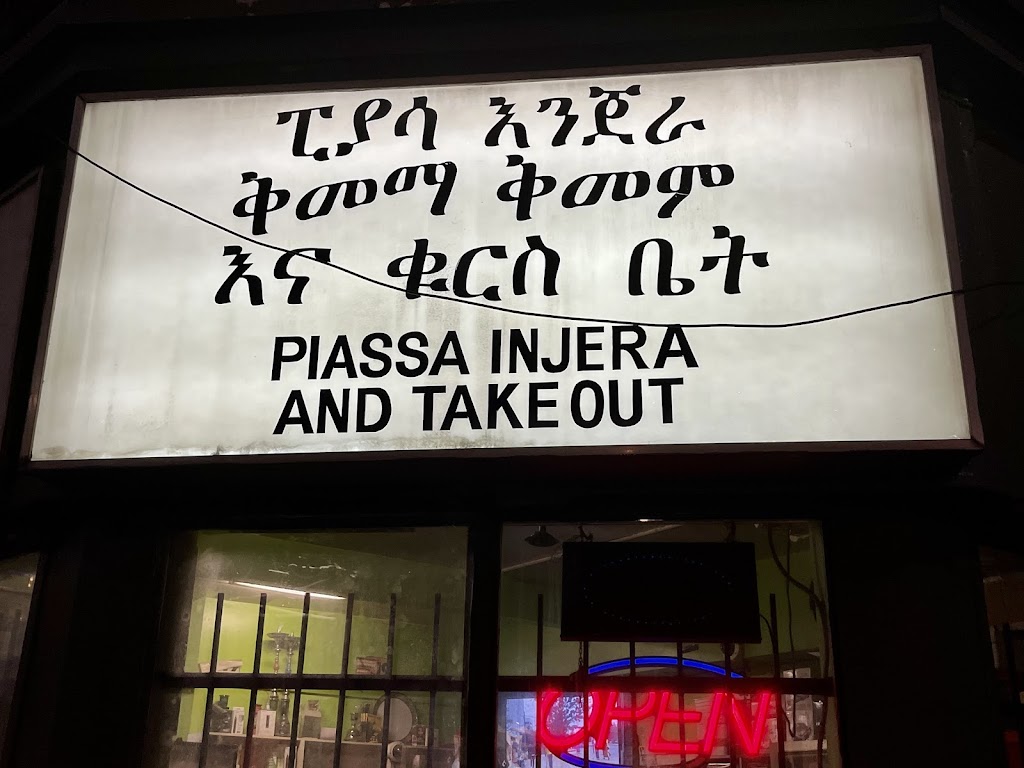 ፒያሳ እንጀራ
ቅመማ ቅመም
እና ቁርስ ቤት
PIASSA INJERA
AND TAKE OUT
OPEN